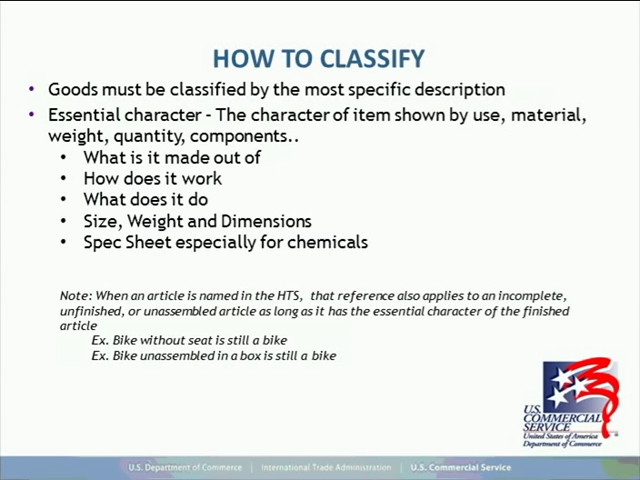 HOW TO CLASSIFY
• Goods must be classified by the most specific description
• Essential character – The character of item shown by use, material,
weight, quantity, components..
• What is it made out of
• How does it work
• What does it do
• Size, Weight and Dimensions
• Spec Sheet especially for chemicals
Note: When an article is named in the HTS, that reference also applies to an incomplete,
unfinished, or unassembled article as long as it has the essential character of the finished
article
Ex. Bike without seat is still a bike
Ex. Bike unassembled in a box is still a bike
U.S.
COMMERCIAL
SERVICE
United States of America
Department of Commerce
U.S. Department of Commerce | International Trade Administration | U.S. Commercial Service